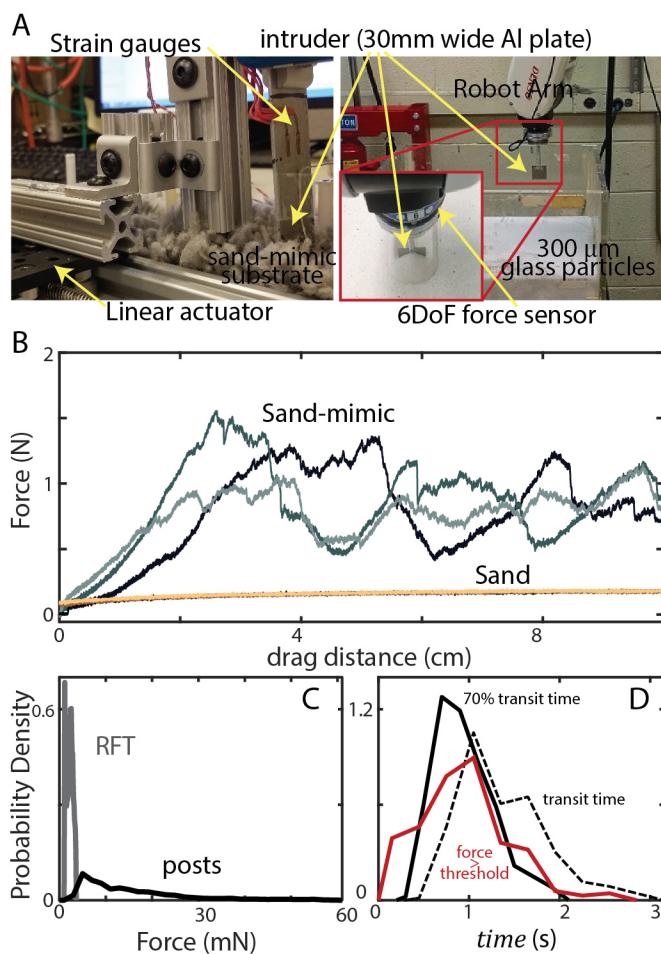 A
Strain gauges
intruder (30mm wide Al plate)
Robot Arm
sand-mimic
substrate
300 µm
glass particles
Linear actuator
6DoF force sensor
B
2
Sand-mimic
Force (N)
1
Sand
0
0
4
8
drag distance (cm)
C
D
0.6
1.2
70% transit time
RFT
Probability Density
transit time
posts
force
>
threshold
0
0
0
30
60
0
1
2
3
Force (mN)
time (s)